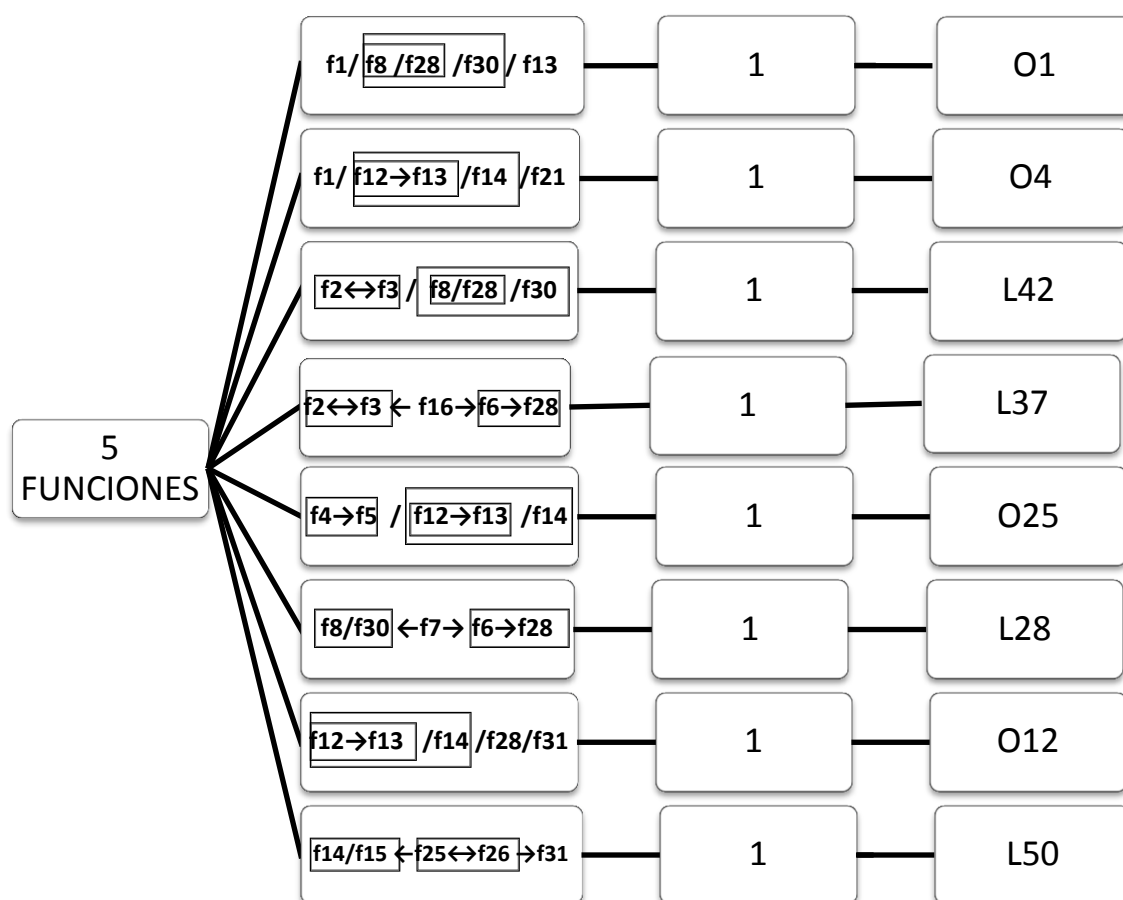 f1/ f8 /f28 /f30 / f13
1
O1
f1/ f12→f13 /f14 /f21
1
O4
f2↔f3 / f8/f28 /f30
1
L42
f2↔f3 ← f16→ f6→f28
1
L37
5
FUNCIONES
f4→f5 / f12→f13 /f14
1
O25
f8/f30 ←f7→ f6→f28
1
L28
f12→f13 /f14 /f28/f31
1
O12
f14/f15 ←f25↔f26 →f31
1
L50